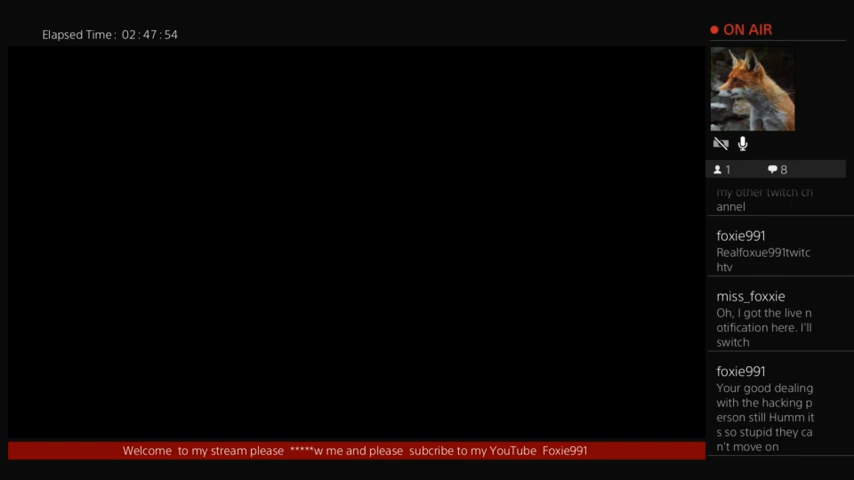 Elapsed Time: 02:47:54
ON AIR
1 8
my other twitch ch
annel
foxie991
Realfoxue991twitc
htv
miss_foxxie
Oh, I got the live n
otification here. I'll
switch
foxie991
Your good dealing
with the hacking p
erson still Humm it
s so stupid they ca
n't move on
Welcome to my stream please *****w me and please subcribe to my YouTube Foxie991